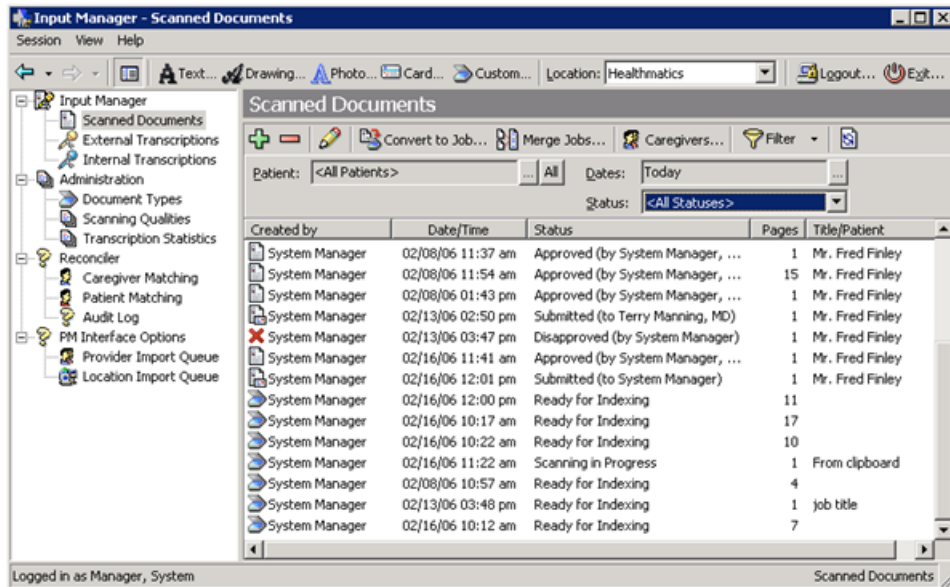 Input Manager - Scanned Documents
Session View Help
Text... Drawing... Photo... Card... Custom... Location: Healthmatics Logout... Exit...
Input Manager
Scanned Documents
External Transcriptions
Internal Transcriptions
Administration
Document Types
Scanning Qualities
Transcription Statistics
Reconciler
Caregiver Matching
Patient Matching
Audit Log
PM Interface Options
Provider Import Queue
Location Import Queue
Scanned Documents
Convert to Job... Merge Jobs... Caregivers... Filter
Patient: <All Patients> ... All Dates: Today ...
Status: <All Statuses>
Created by Date/Time Status Pages Title/Patient
System Manager 02/08/06 11:37 am Approved (by System Manager, ... 1 Mr. Fred Finley
System Manager 02/08/06 11:54 am Approved (by System Manager, ... 15 Mr. Fred Finley
System Manager 02/08/06 01:43 pm Approved (by System Manager, ... 1 Mr. Fred Finley
System Manager 02/13/06 02:50 pm Submitted (to Terry Manning, MD) 1 Mr. Fred Finley
System Manager 02/13/06 03:47 pm Disapproved (by System Manager) 1 Mr. Fred Finley
System Manager 02/16/06 11:41 am Approved (by System Manager, ... 1 Mr. Fred Finley
System Manager 02/16/06 12:01 pm Submitted (to System Manager) 1 Mr. Fred Finley
System Manager 02/16/06 12:00 pm Ready for Indexing 11
System Manager 02/16/06 10:17 am Ready for Indexing 17
System Manager 02/16/06 10:22 am Ready for Indexing 10
System Manager 02/16/06 11:22 am Scanning in Progress 1 From clipboard
System Manager 02/08/06 10:57 am Ready for Indexing 4
System Manager 02/13/06 03:48 pm Ready for Indexing 1 job title
System Manager 02/16/06 10:12 am Ready for Indexing 7
Logged in as Manager, System Scanned Documents